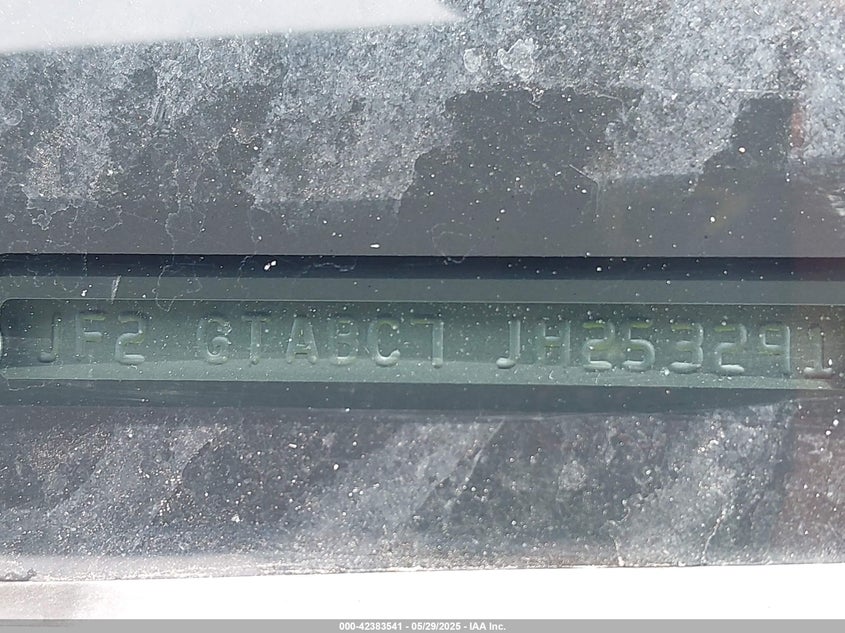 JF2 GTABC7 JH253291
000-42383541 - 05/29/2025 - IAA Inc.